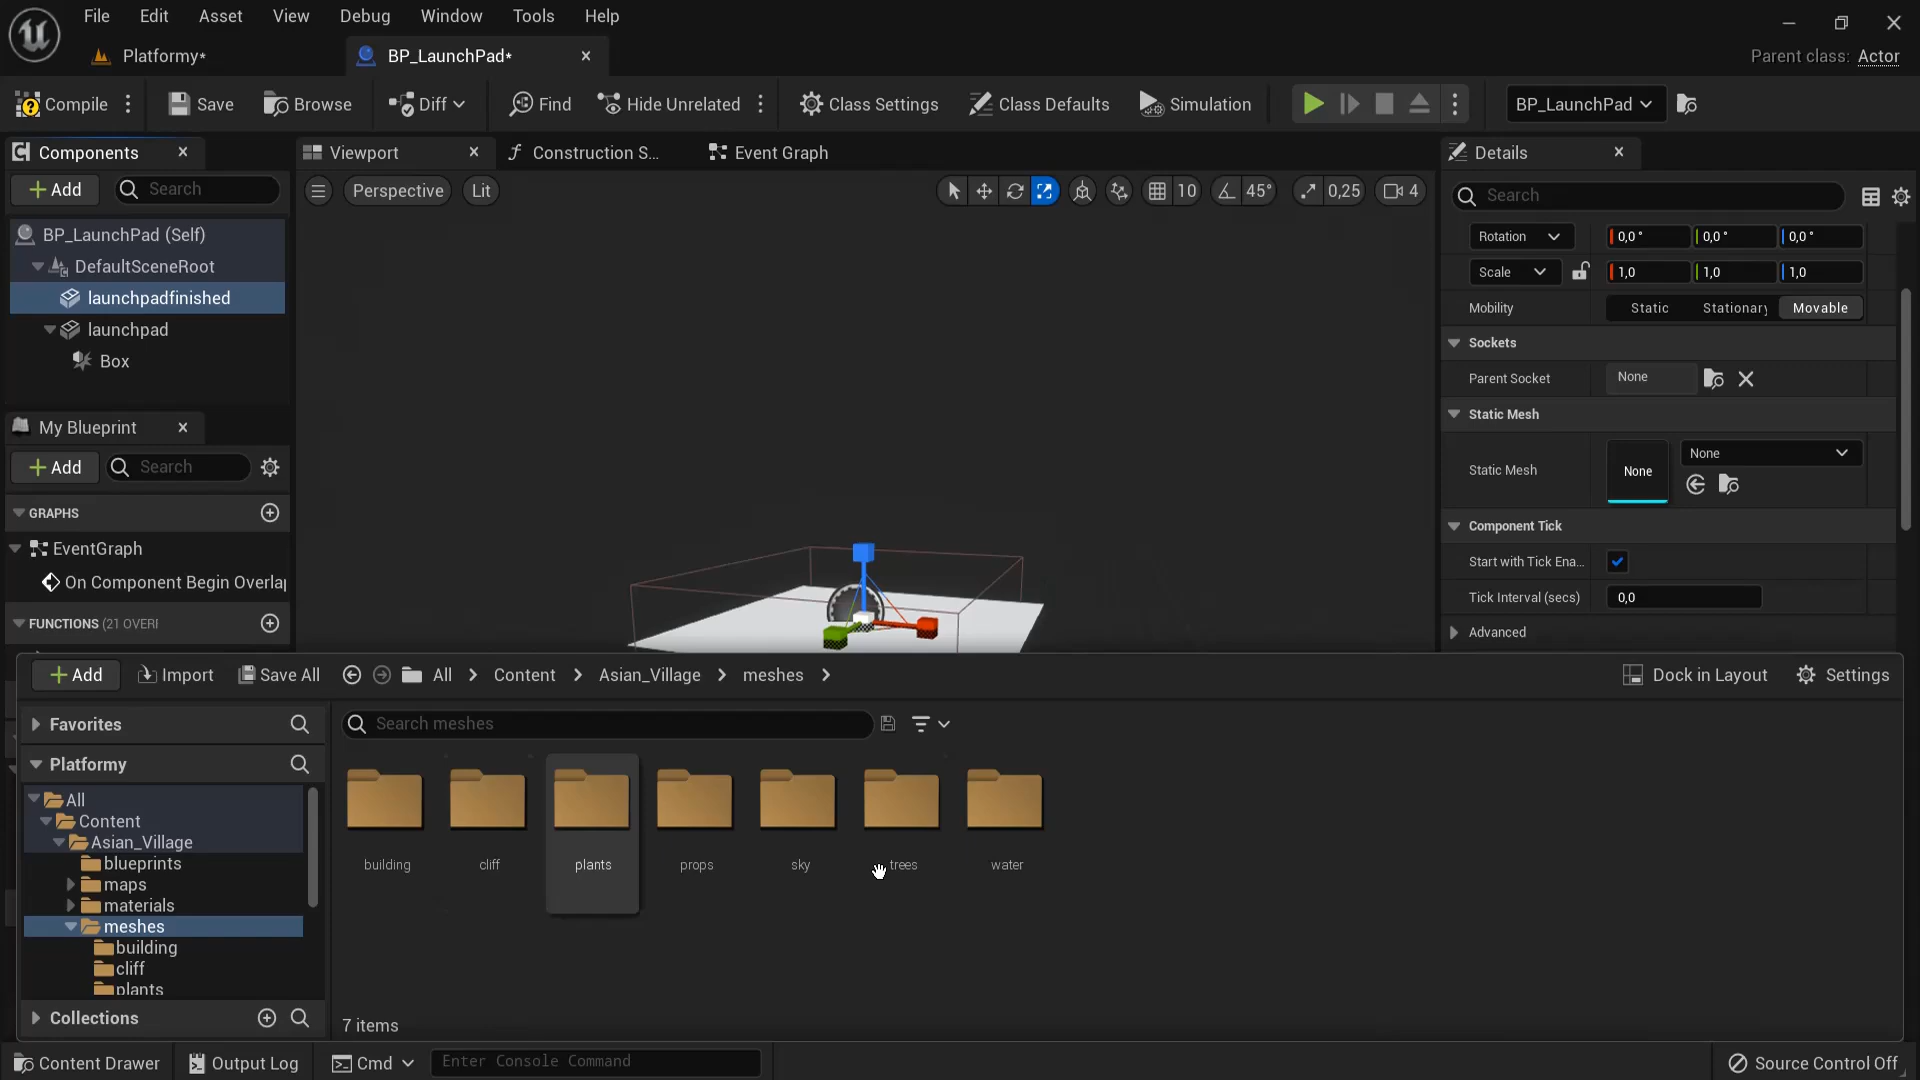 File Edit Asset View Debug Window Tools Help
Platformy*
BP_LaunchPad*
Parent class: Actor
Compile
Save
Browse
Diff
Find
Hide Unrelated
Class Settings
Class Defaults
Simulation
BP_LaunchPad
Components
Viewport
Construction S...
Event Graph
Details
Add
Search
Perspective
Lit
10
45°
0,25
4
Search
BP_LaunchPad (Self)
DefaultSceneRoot
launchpadfinished
launchpad
Box
Rotation 0,0 ° 0,0 ° 0,0 °
Scale 1,0 1,0 1,0
Mobility Static Stationary Movable
Sockets
Parent Socket None
Static Mesh
Static Mesh None None
Component Tick
Start with Tick Ena...
Tick Interval (secs) 0,0
Advanced
My Blueprint
Add
Search
GRAPHS
EventGraph
On Component Begin Overlap
FUNCTIONS (21 OVERI
Add
Import
Save All
All
Content
Asian_Village
meshes
Dock in Layout
Settings
Favorites
Search meshes
Platformy
All
Content
Asian_Village
blueprints
maps
materials
meshes
building
cliff
plants
Collections
building cliff plants props sky trees water
7 items
Content Drawer
Output Log
Cmd
Enter Console Command
Source Control Off